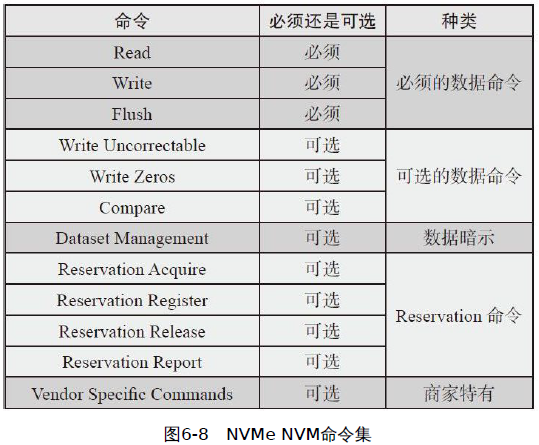 命令 必须还是可选 种类
Read 必须 必须的数据命令
Write 必须
Flush 必须
Write Uncorrectable 可选 可选的数据命令
Write Zeros 可选
Compare 可选
Dataset Management 可选 数据暗示
Reservation Acquire 可选 Reservation 命令
Reservation Register 可选
Reservation Release 可选
Reservation Report 可选
Vendor Specific Commands 可选 商家特有
图6-8 NVMe NVM命令集